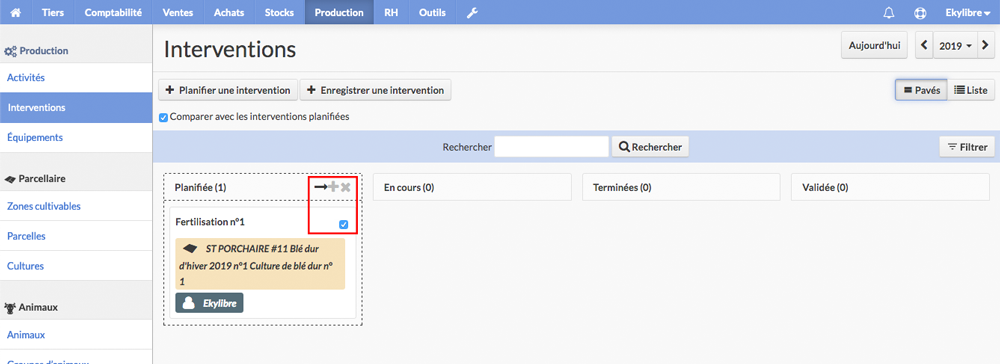 Tiers Comptabilité Ventes Achats Stocks Production RH Outils Ekylibre
Production
Activités
Interventions
Équipements
Parcellaire
Zones cultivables
Parcelles
Cultures
Animaux
Animaux
Interventions
Aujourd'hui 2019
Planifier une intervention Enregistrer une intervention Pavés Liste
Comparer avec les interventions planifiées
Rechercher Rechercher Filtrer
Planifiée (1) En cours (0) Terminées (0) Validée (0)
Fertilisation n°1
ST PORCHAIRE #11 Blé dur
d'hiver 2019 n°1 Culture de blé dur n°
1
Ekylibre